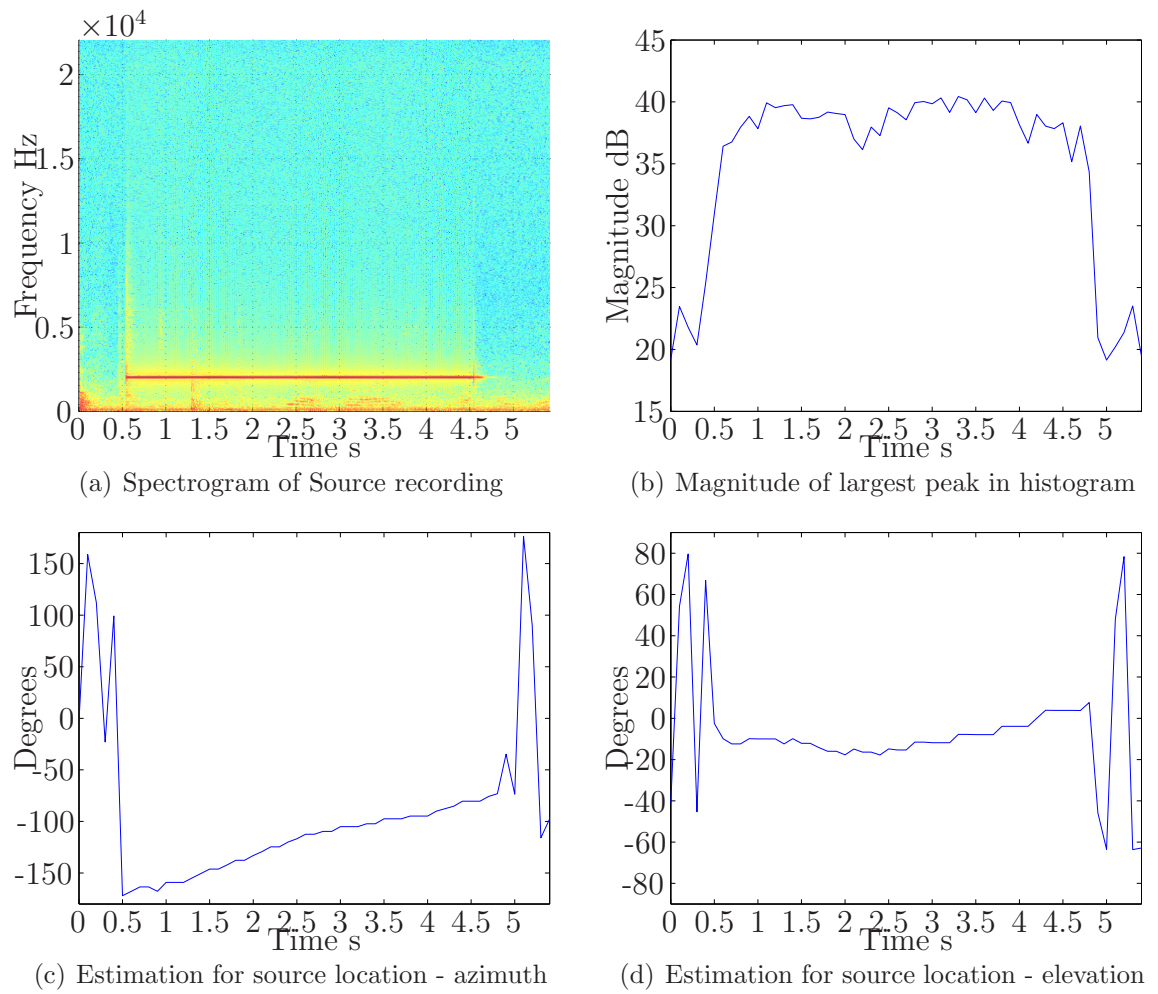 ×10⁴
2
1.5
1
0.5
0
Frequency Hz
0 0.5 1 1.5 2 2.5 3 3.5 4 4.5 5
Time s
(a) Spectrogram of Source recording
45
40
35
30
25
20
15
Magnitude dB
0 0.5 1 1.5 2 2.5 3 3.5 4 4.5 5
Time s
(b) Magnitude of largest peak in histogram
150
100
50
0
-50
-100
-150
Degrees
0 0.5 1 1.5 2 2.5 3 3.5 4 4.5 5
Time s
(c) Estimation for source location - azimuth
80
60
40
20
0
-20
-40
-60
-80
Degrees
0 0.5 1 1.5 2 2.5 3 3.5 4 4.5 5
Time s
(d) Estimation for source location - elevation